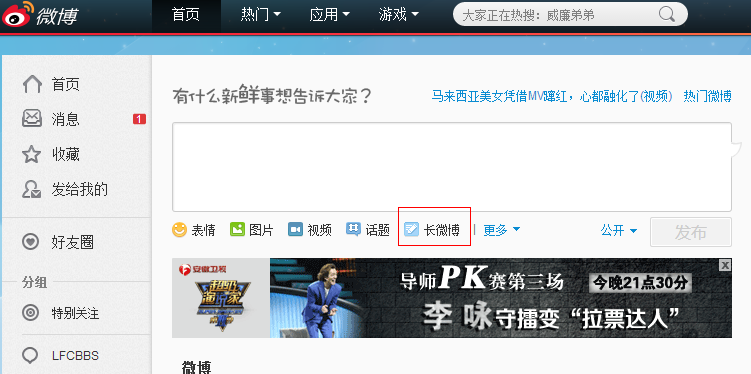 微博
首页 热门 应用 游戏 大家正在热搜：威廉弟弟
首页
消息 1
收藏
发给我的
好友圈
分组
特别关注
LFCBBS
有什么新鲜事想告诉大家？ 马来西亚美女凭借MV蹿红，心都融化了(视频) 热门微博
表情 图片 视频 话题 长微博 更多 公开 发布
安徽卫视
超级演说家
导师PK赛第三场 今晚21点30分
李咏守擂变“拉票达人”
微博